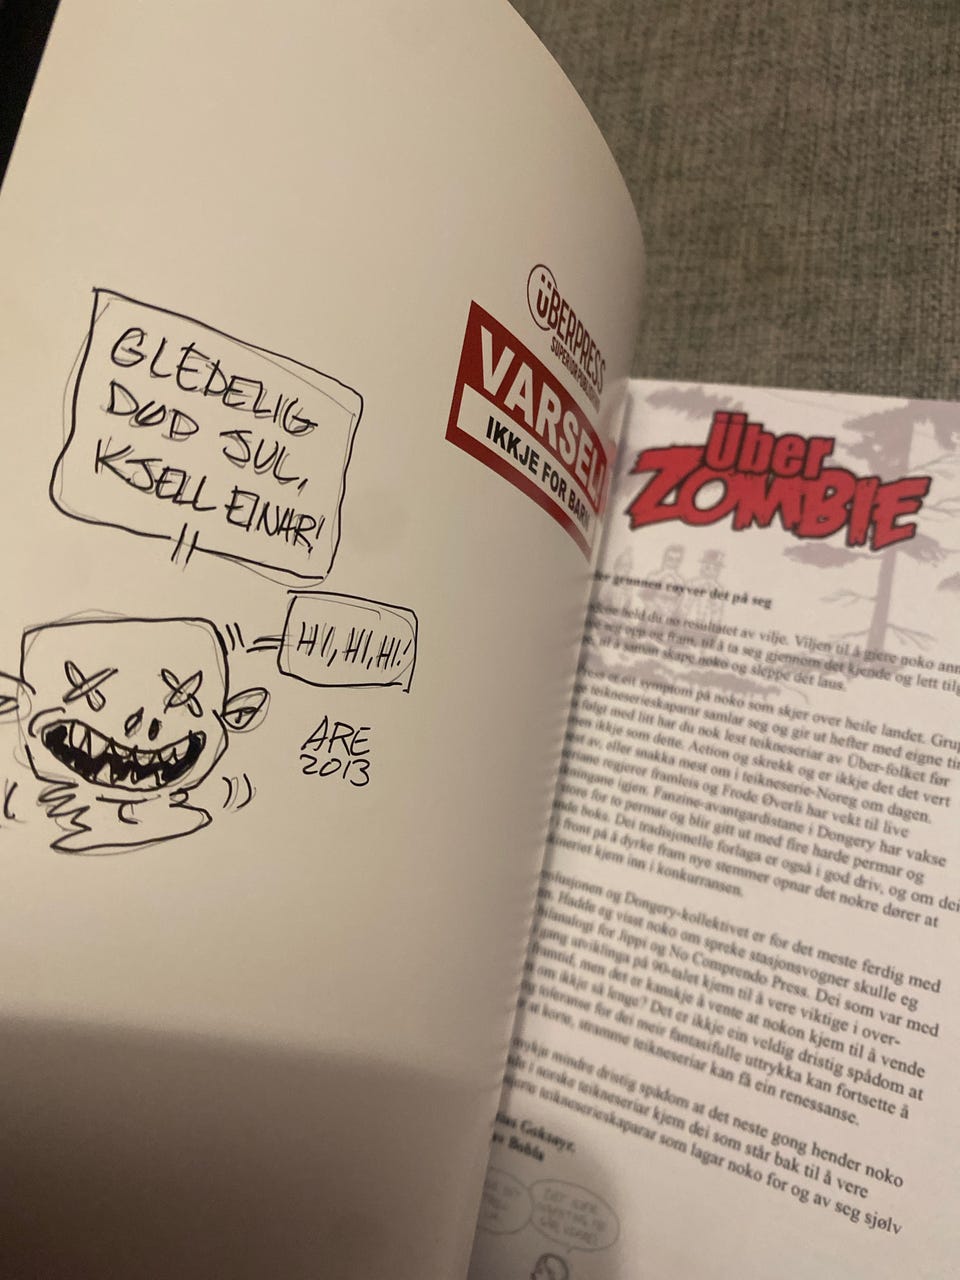 GLEDELIG
DØD JUL,
KJELL EINAR!
HI, HI, HI!
ARE
2013
ÜBERPRESS
VARSEL!
IKKJE FOR BARN
Über
ZOMBIE
grunnen røyver det på seg
held du no resultatet av vilje. Viljen til å gjere noko
seg opp og fram, til å ta seg gjennom det kjende og lett
til å saman skape noko og sleppe det laus.
er eit symptom på noko som skjer over heile landet.
teikneserieskaparar samlar seg og gir ut hefter med eigne
følgt med litt har du nok lest teikneseriar av Über-folket før
ikkje som dette. Action og skrekk og er ikkje det det vert
av, eller snakka mest om i teikneserie-Noreg om dagen.
regjerer framleis og Frode Øverli har vekt til live
igjen. Fanzine-avantgardistane i Dongery har vakse
for to permar og blir gitt ut med fire harde permar og
boks. Dei tradisjonelle forlaga er også i god driv, og om dei
front på å dyrke fram nye stemmer opnar det nokre dører at
kjem inn i konkurransen.
og Dongery-kollektivet er for det meste ferdig med
Hadde eg visst noko om spreke stasjonsvogner skulle eg
for Jippi og No Comprendo Press. Dei som var med
gang utviklinga på 90-talet kjem til å vere viktige i over-
framtid, men det er kanskje å vente at nokon kjem til å vende
om ikkje så lenge? Det er ikkje ein veldig dristig spådom at
toleranse for dei meir fantasifulle uttrykka kan fortsette å
at korte, stramme teikneseriar kan få ein renessanse.
mindre dristig spådom at det neste gong hender noko
i norske teikneseriar kjem dei som står bak til å vere
teikneserieskaparar som lagar noko for og av seg sjølv